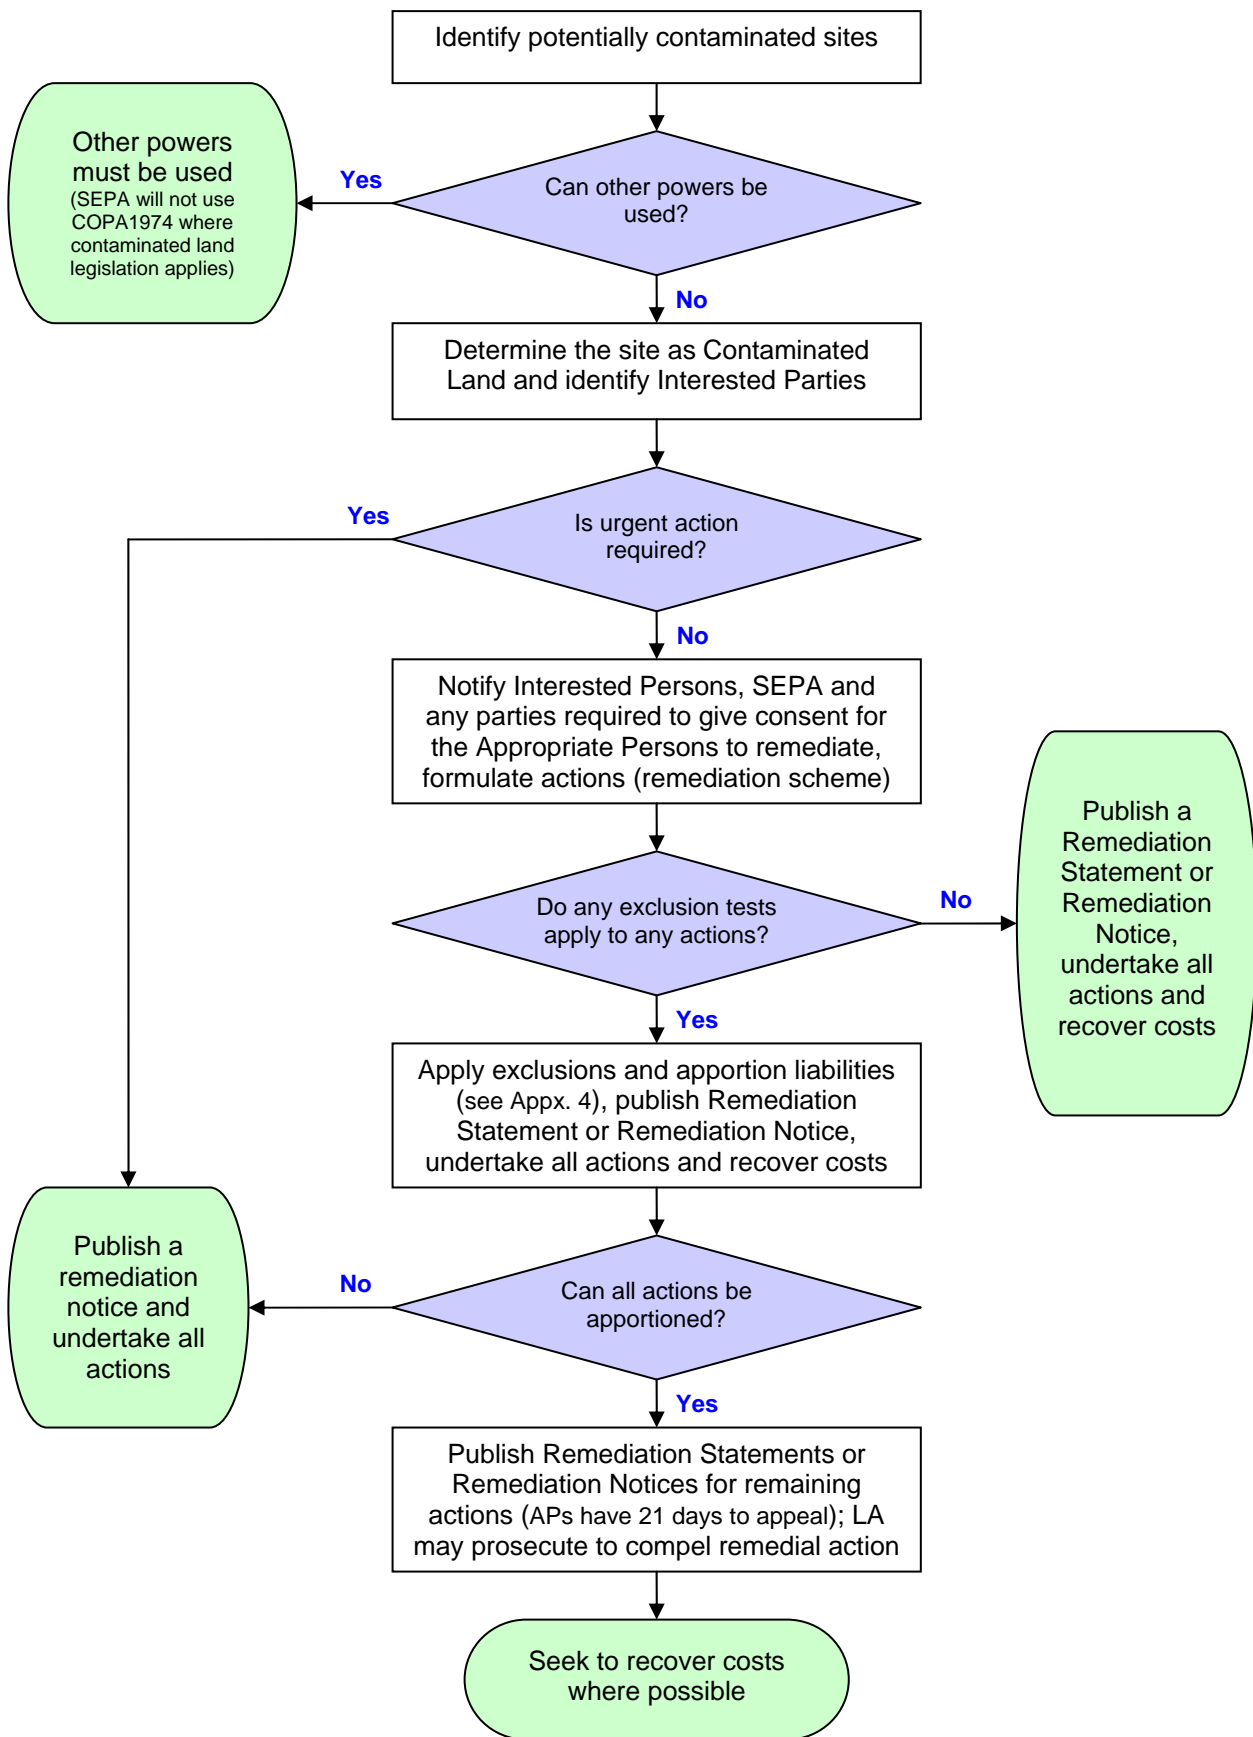 Identify potentially contaminated sites
Can other powers be
used?
Yes
Other powers
must be used
(SEPA will not use
COPA1974 where
contaminated land
legislation applies)
No
Determine the site as Contaminated
Land and identify Interested Parties
Is urgent action
required?
Yes
No
Notify Interested Persons, SEPA and
any parties required to give consent for
the Appropriate Persons to remediate,
formulate actions (remediation scheme)
Do any exclusion tests
apply to any actions?
No
Publish a
Remediation
Statement or
Remediation
Notice,
undertake all
actions and
recover costs
Yes
Apply exclusions and apportion liabilities
(see Appx. 4), publish Remediation
Statement or Remediation Notice,
undertake all actions and recover costs
Can all actions be
apportioned?
No
Publish a
remediation
notice and
undertake all
actions
Yes
Publish Remediation Statements or
Remediation Notices for remaining
actions (APs have 21 days to appeal); LA
may prosecute to compel remedial action
Seek to recover costs
where possible